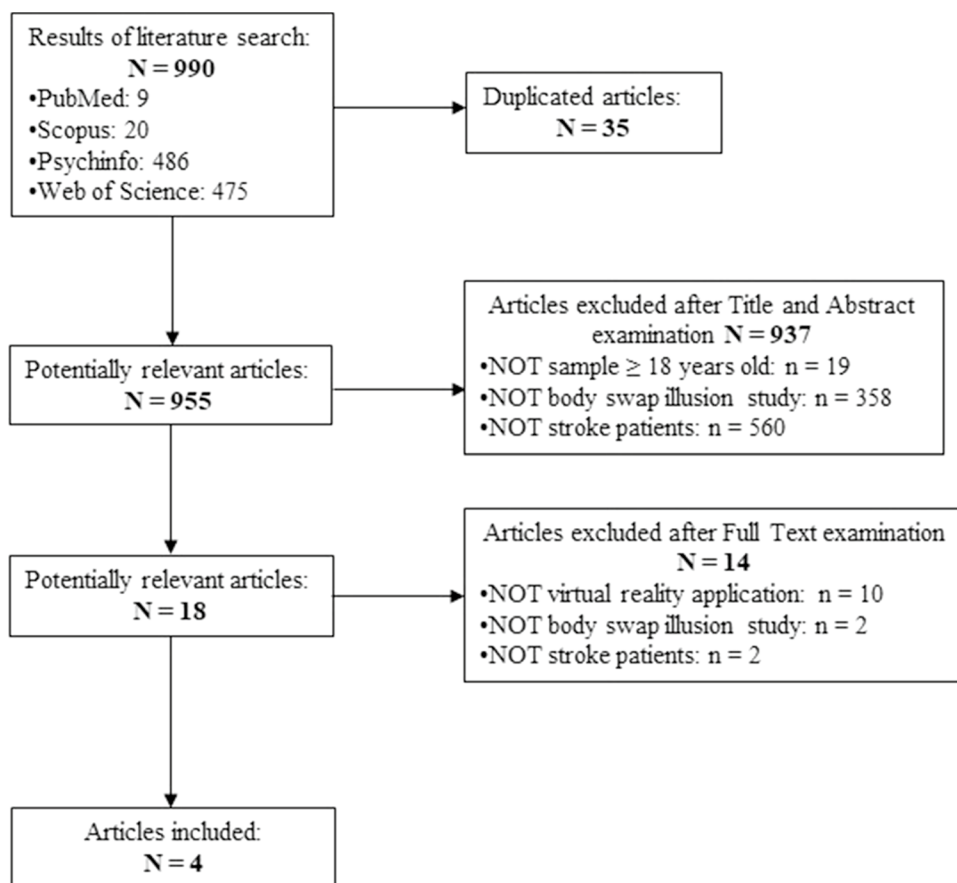 Results of literature search:
N = 990
•PubMed: 9
•Scopus: 20
•Psychinfo: 486
•Web of Science: 475
Duplicated articles:
N = 35
Articles excluded after Title and Abstract
examination N = 937
•NOT sample ≥ 18 years old: n = 19
•NOT body swap illusion study: n = 358
•NOT stroke patients: n = 560
Potentially relevant articles:
N = 955
Articles excluded after Full Text examination
N = 14
•NOT virtual reality application: n = 10
•NOT body swap illusion study: n = 2
•NOT stroke patients: n = 2
Potentially relevant articles:
N = 18
Articles included:
N = 4